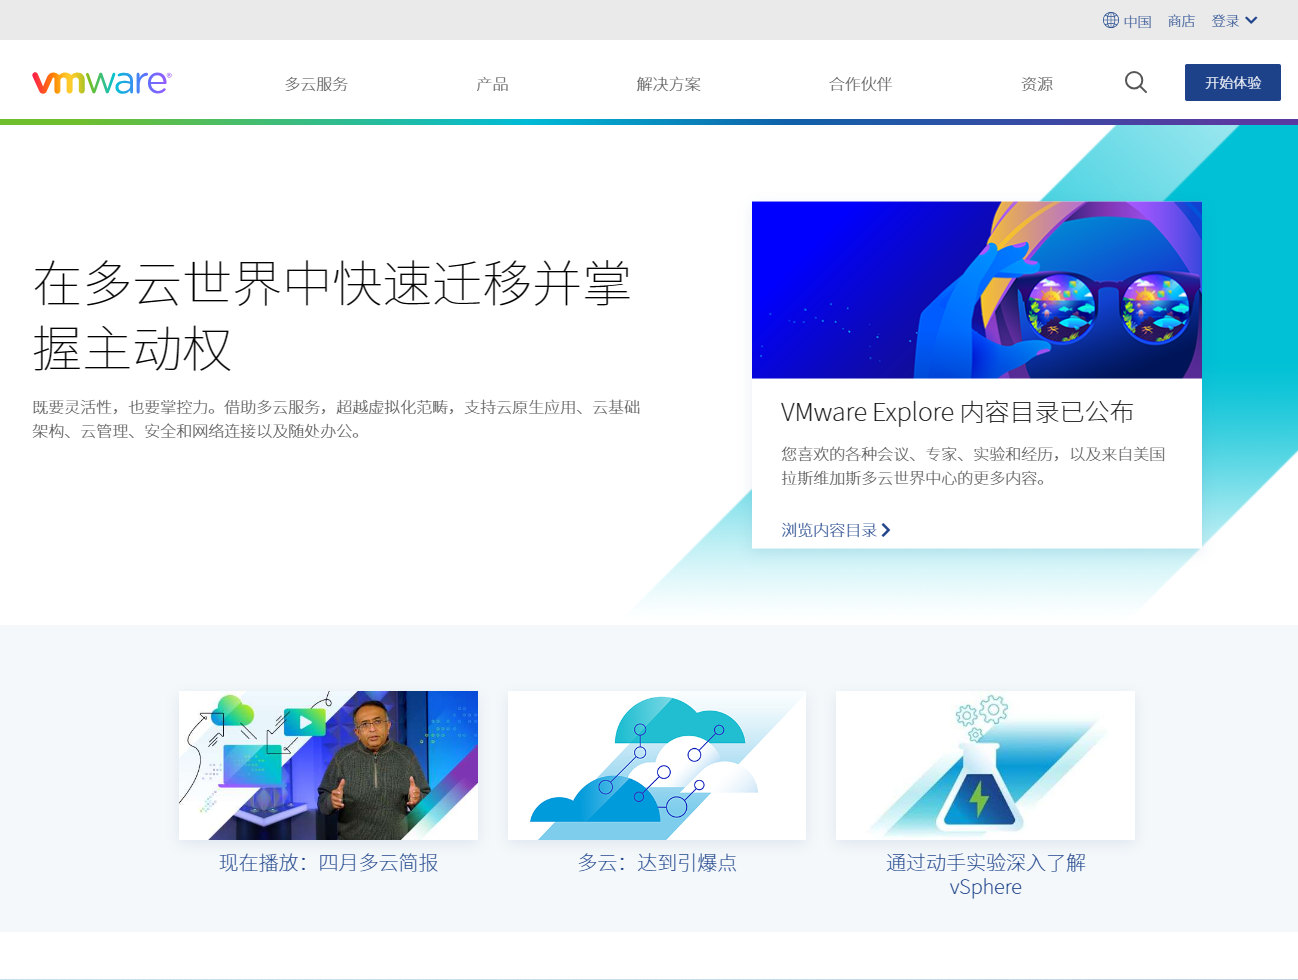 中国 商店 登录
vmware®
多云服务 产品 解决方案 合作伙伴 资源 开始体验
在多云世界中快速迁移并掌
握主动权
既要灵活性，也要掌控力。借助多云服务，超越虚拟化范畴，支持云原生应用、云基础
架构、云管理、安全和网络连接以及随处办公。
VMware Explore 内容目录已公布
您喜欢的各种会议、专家、实验和经历，以及来自美国
拉斯维加斯多云世界中心的更多内容。
浏览内容目录
现在播放：四月多云简报
多云：达到引爆点
通过动手实验深入了解
vSphere